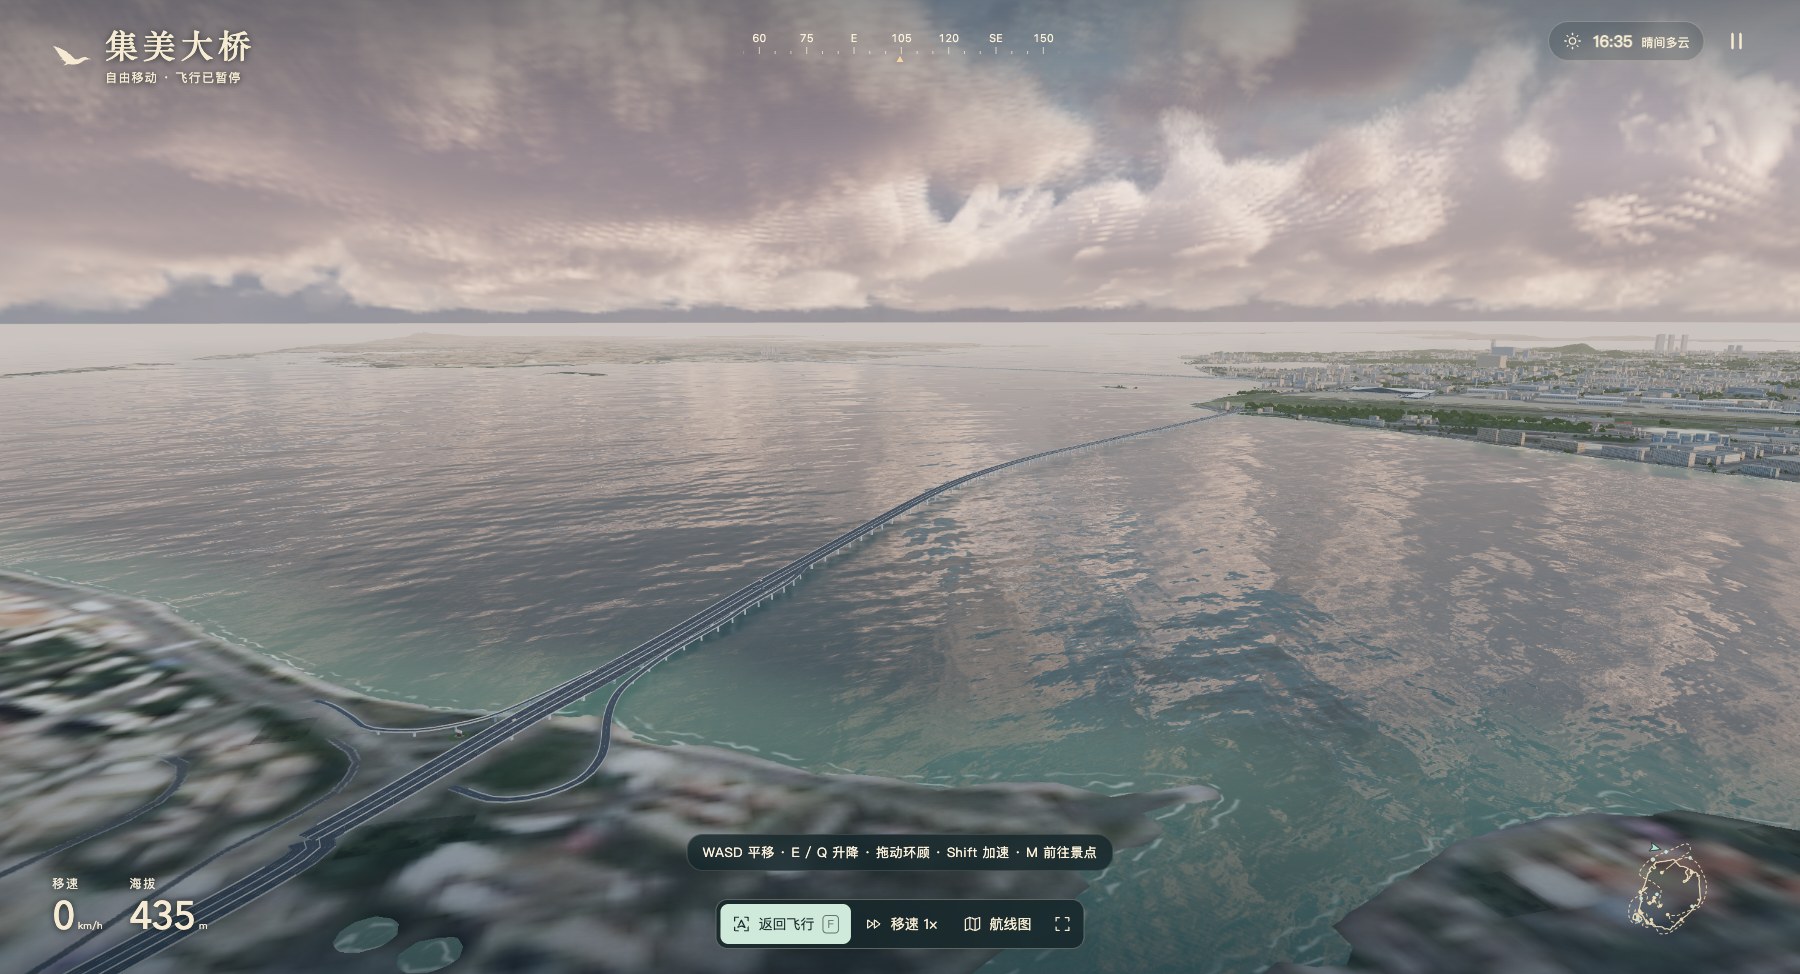 集美大桥
自由移动 · 飞行已暂停
60 75 E 105 120 SE 150
16:35 晴间多云
WASD 平移 · E / Q 升降 · 拖动环顾 · Shift 加速 · M 前往景点
移速 海拔
0 km/h 435 m
返回飞行 F 移速 1x 航线图